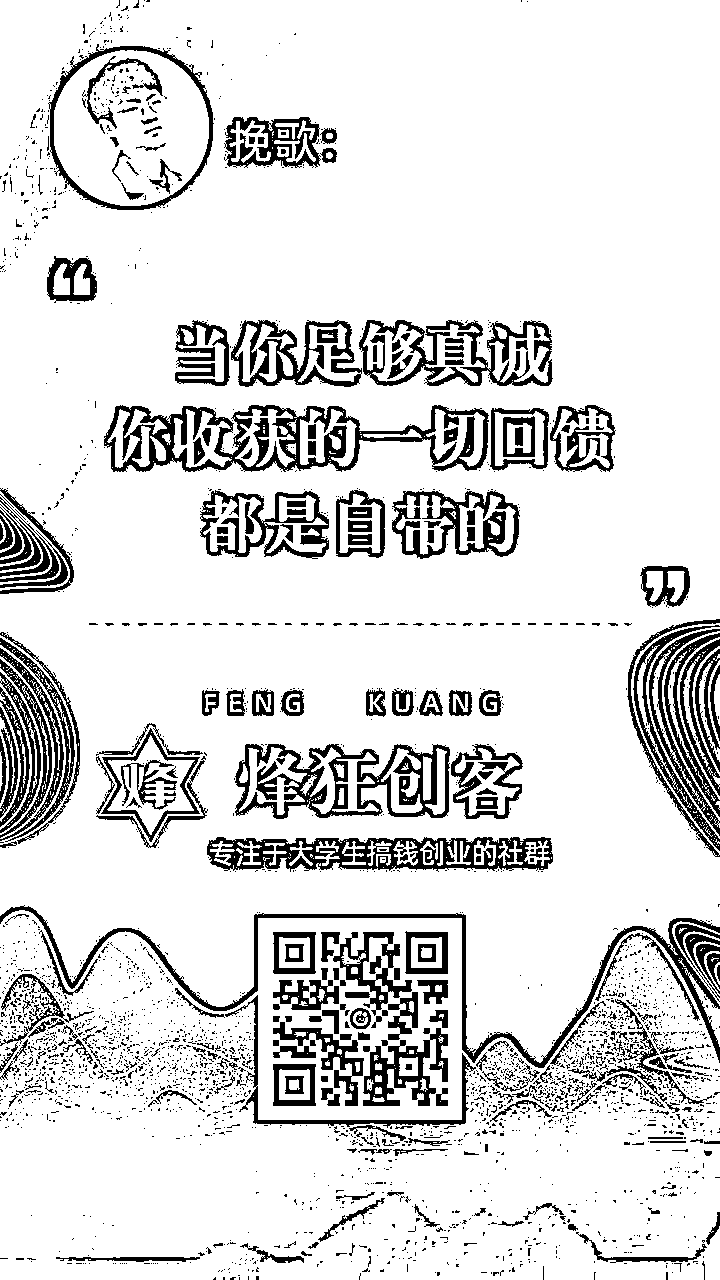 挽歌：
“
当你足够真诚
你收获的一切回馈
都是自带的
”
FENG KUANG
烽
烽狂创客
专注于大学生搞钱创业的社群